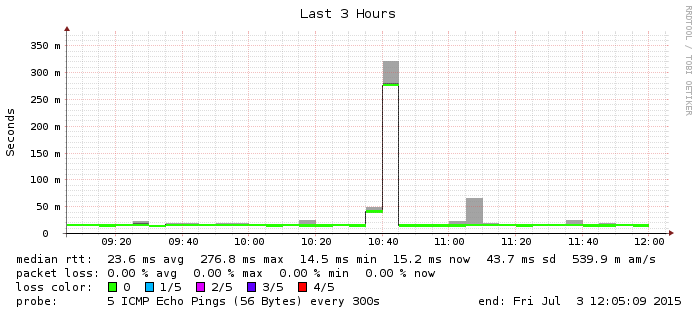 Last 3 Hours
RRDTOOL / TOBI OETIKER
Seconds
350 m
300 m
250 m
200 m
150 m
100 m
50 m
0
09:20 09:40 10:00 10:20 10:40 11:00 11:20 11:40 12:00
median rtt: 23.6 ms avg 276.8 ms max 14.5 ms min 15.2 ms now 43.7 ms sd 539.9 m am/s
packet loss: 0.00 % avg 0.00 % max 0.00 % min 0.00 % now
loss color: 0 1/5 2/5 3/5 4/5
probe: 5 ICMP Echo Pings (56 Bytes) every 300s end: Fri Jul 3 12:05:09 2015